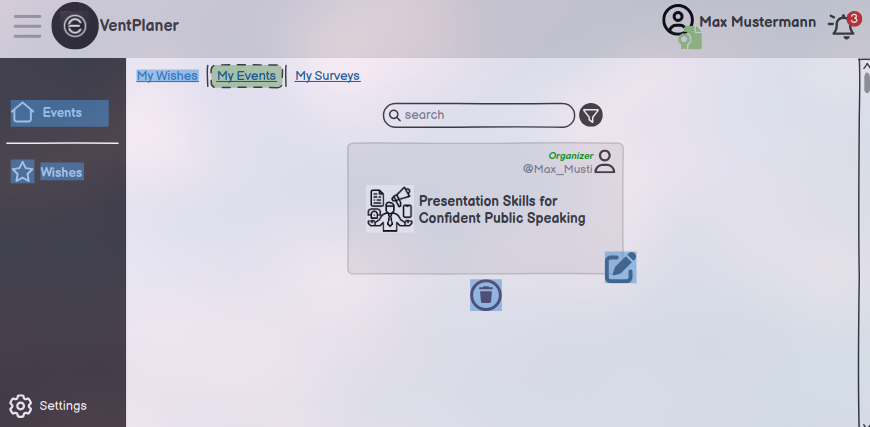 VentPlaner
Max Mustermann
3
My Wishes
My Events
My Surveys
Events
search
Organizer
@Max_Musti
Wishes
Presentation Skills for
Confident Public Speaking
Settings